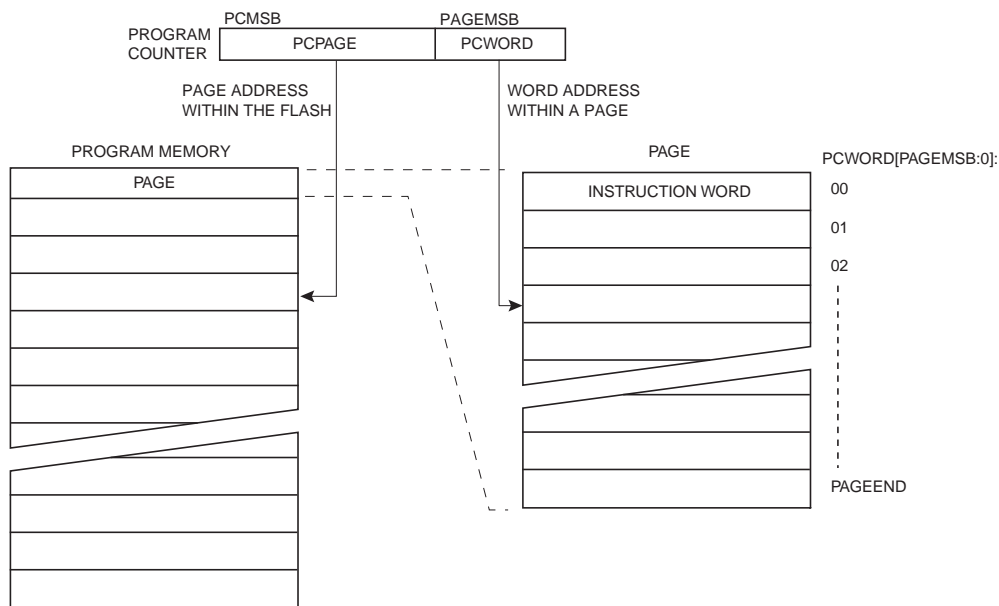 PCMSB PAGEMSB
PROGRAM
COUNTER
PCPAGE PCWORD
PAGE ADDRESS
WITHIN THE FLASH
WORD ADDRESS
WITHIN A PAGE
PROGRAM MEMORY
PAGE
PAGE
INSTRUCTION WORD
PCWORD[PAGEMSB:0]:
00
01
02
PAGEEND